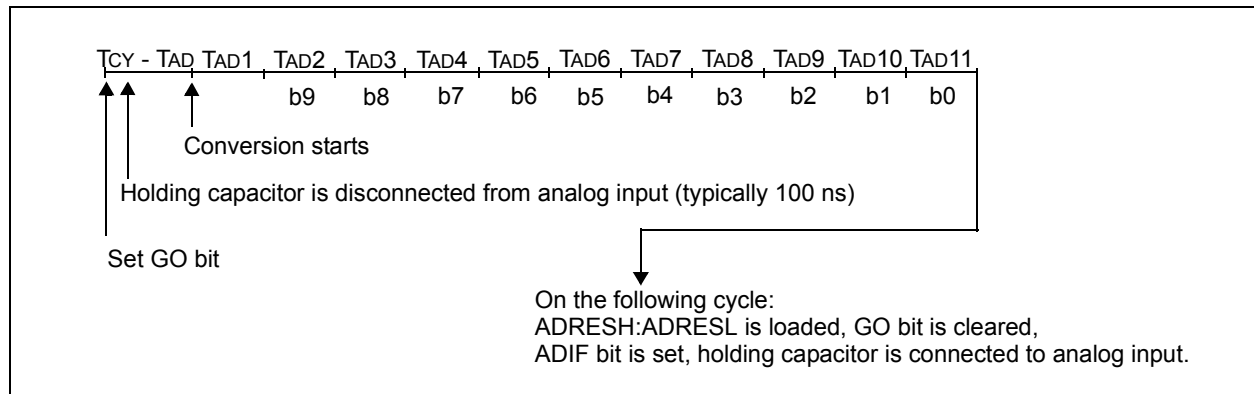 TCY - TAD TAD1 TAD2 TAD3 TAD4 TAD5 TAD6 TAD7 TAD8 TAD9 TAD10 TAD11
b9 b8 b7 b6 b5 b4 b3 b2 b1 b0
Conversion starts
Holding capacitor is disconnected from analog input (typically 100 ns)
Set GO bit
On the following cycle:
ADRESH:ADRESL is loaded, GO bit is cleared,
ADIF bit is set, holding capacitor is connected to analog input.